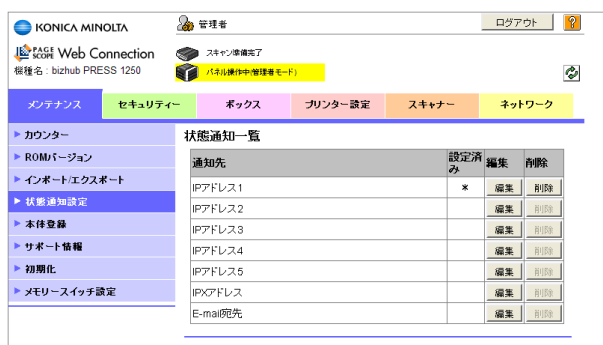 KONICA MINOLTA
管理者
ログアウト
?
PAGE SCOPE Web Connection
スキャン準備完了
機種名 : bizhub PRESS 1250
パネル操作中(管理者モード)
メンテナンス
セキュリティー
ボックス
プリンター設定
スキャナー
ネットワーク
カウンター
ROMバージョン
インポート/エクスポート
状態通知設定
本体登録
サポート情報
初期化
メモリースイッチ設定
状態通知一覧
通知先 設定済み 編集 削除
IPアドレス1 * 編集 削除
IPアドレス2 編集 削除
IPアドレス3 編集 削除
IPアドレス4 編集 削除
IPアドレス5 編集 削除
IPXアドレス 編集 削除
E-mail宛先 編集 削除